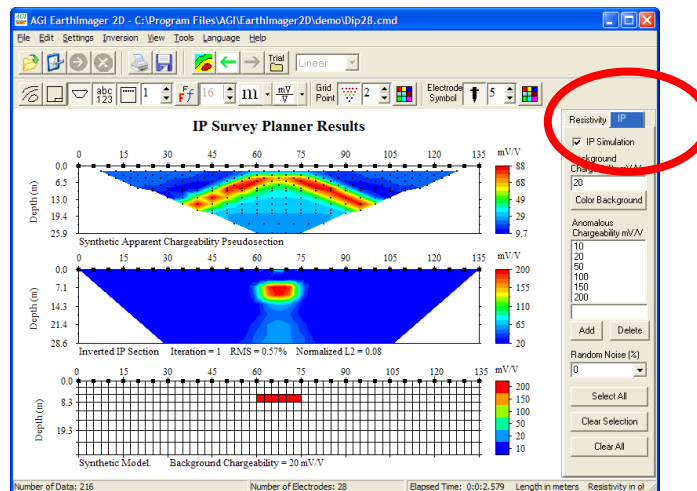 AGI EarthImager 2D - C:\Program Files\AGI\EarthImager2D\demo\Dip28.cmd
File Edit Settings Inversion View Tools Language Help
Trial Linear
abc 123 1 Ff 16 m mV/V Grid Point 2 Electrode Symbol 5
IP Survey Planner Results
0 15 30 45 60 75 90 105 120 135 mV/V
0.0
6.5
13.0
19.4
25.9
Depth (m)
88
68
49
29
9.7
Synthetic Apparent Chargeability Pseudosection
0 15 30 45 60 75 90 105 120 135 mV/V
0.0
7.1
14.3
21.4
28.6
Depth (m)
200
155
110
65
20
Inverted IP Section Iteration = 1 RMS = 0.57% Normalized L2 = 0.08
0 15 30 45 60 75 90 105 120 135 mV/V
0.0
8.3
19.3
Depth (m)
200
150
100
50
20
10
Synthetic Model. Background Chargeability = 20 mV/V
Resistivity IP
IP Simulation
Background
Chargeability mV/V
20
Color Background
Anomalous
Chargeability mV/V
10
20
50
100
150
200
Add Delete
Random Noise (%)
0
Select All
Clear Selection
Clear All
Number of Data: 216 Number of Electrodes: 28 Elapsed Time: 0:0:2.579 Length in meters Resistivity in